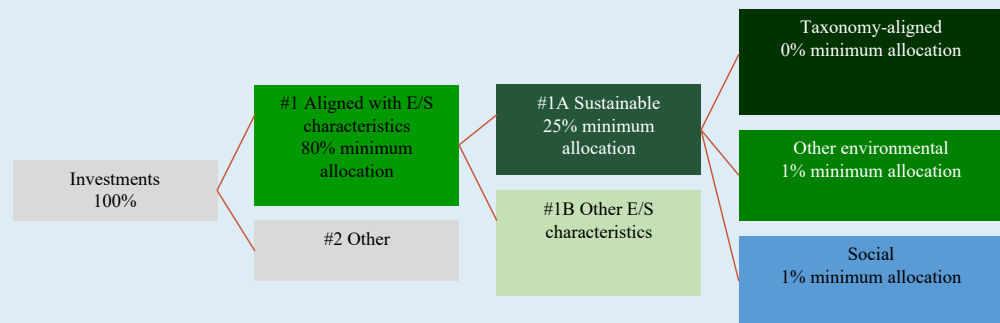 Investments
100%
#1 Aligned with E/S
characteristics
80% minimum
allocation
#2 Other
#1A Sustainable
25% minimum
allocation
#1B Other E/S
characteristics
Taxonomy-aligned
0% minimum allocation
Other environmental
1% minimum allocation
Social
1% minimum allocation